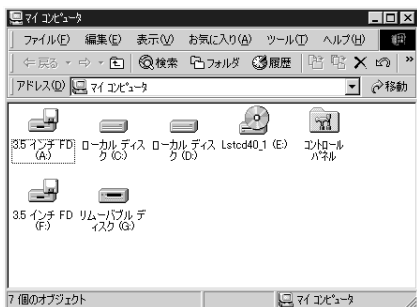 マイ コンピュータ
ファイル(F) 編集(E) 表示(V) お気に入り(A) ツール(T) ヘルプ(H)
戻る 検索 フォルダ 履歴 »
アドレス(D) マイ コンピュータ 移動
3.5 インチ FD (A:)
ローカル ディスク (C:)
ローカル ディスク (D:)
Lstcd40_1 (E:)
コントロール パネル
3.5 インチ FD (F:)
リムーバブル ディスク (G:)
7 個のオブジェクト マイ コンピュータ